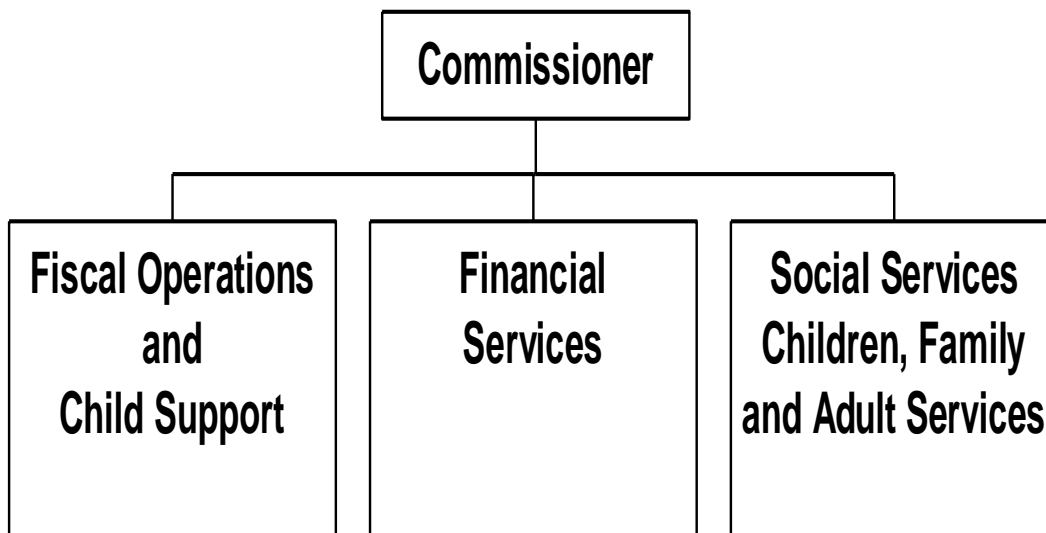 Commissioner
Fiscal Operations
and
Child Support
Financial
Services
Social Services
Children, Family
and Adult Services